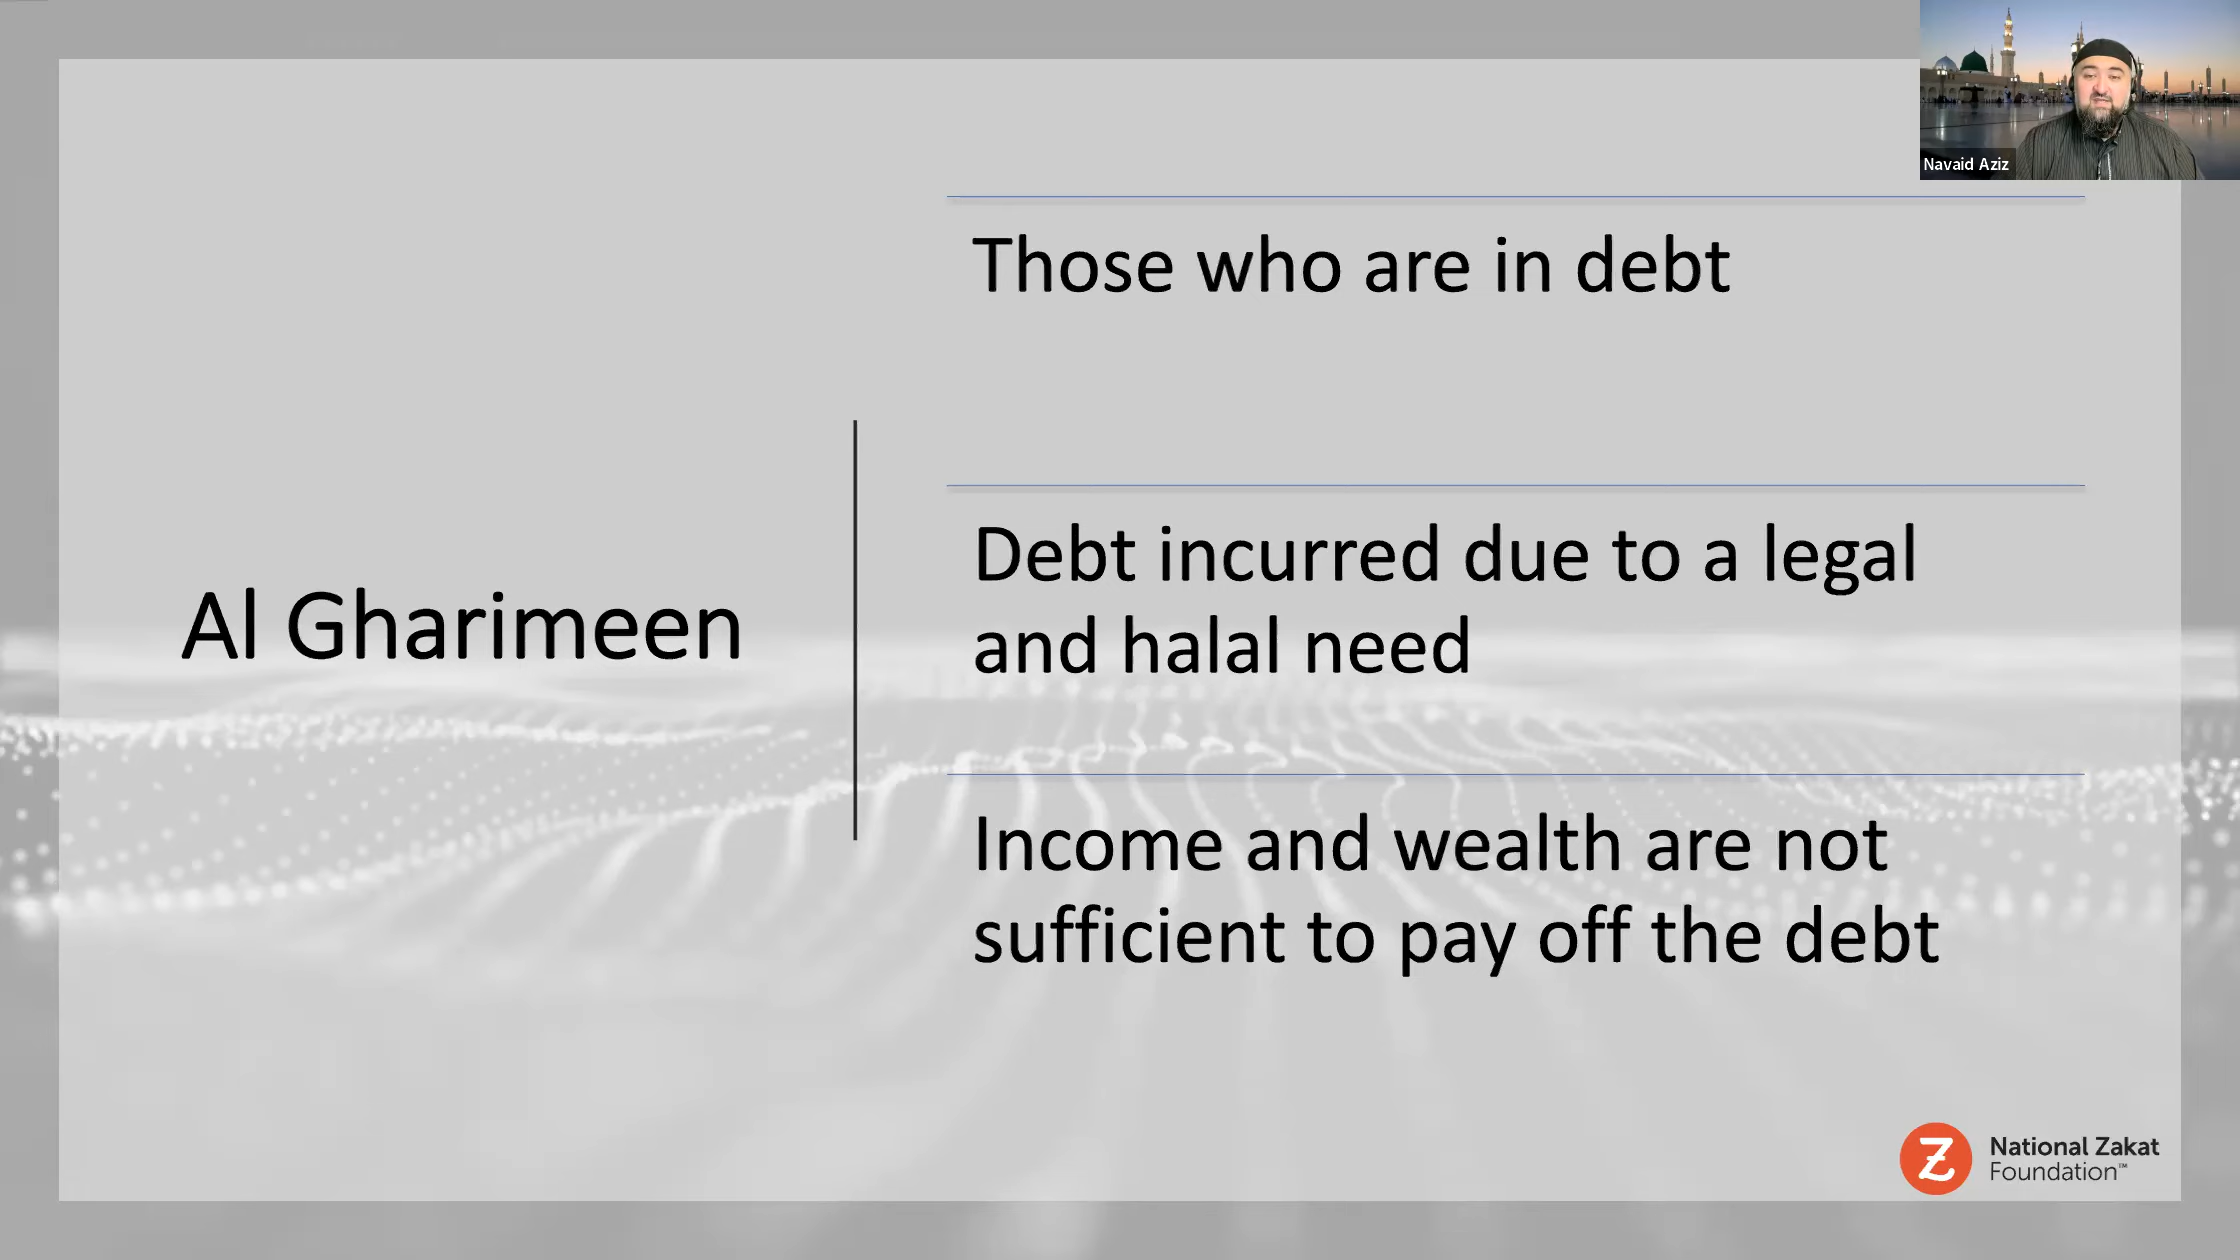 Navaid Aziz
Those who are in debt
Al Gharimeen
Debt incurred due to a legal
and halal need
Income and wealth are not
sufficient to pay off the debt
Z
National Zakat
Foundation™